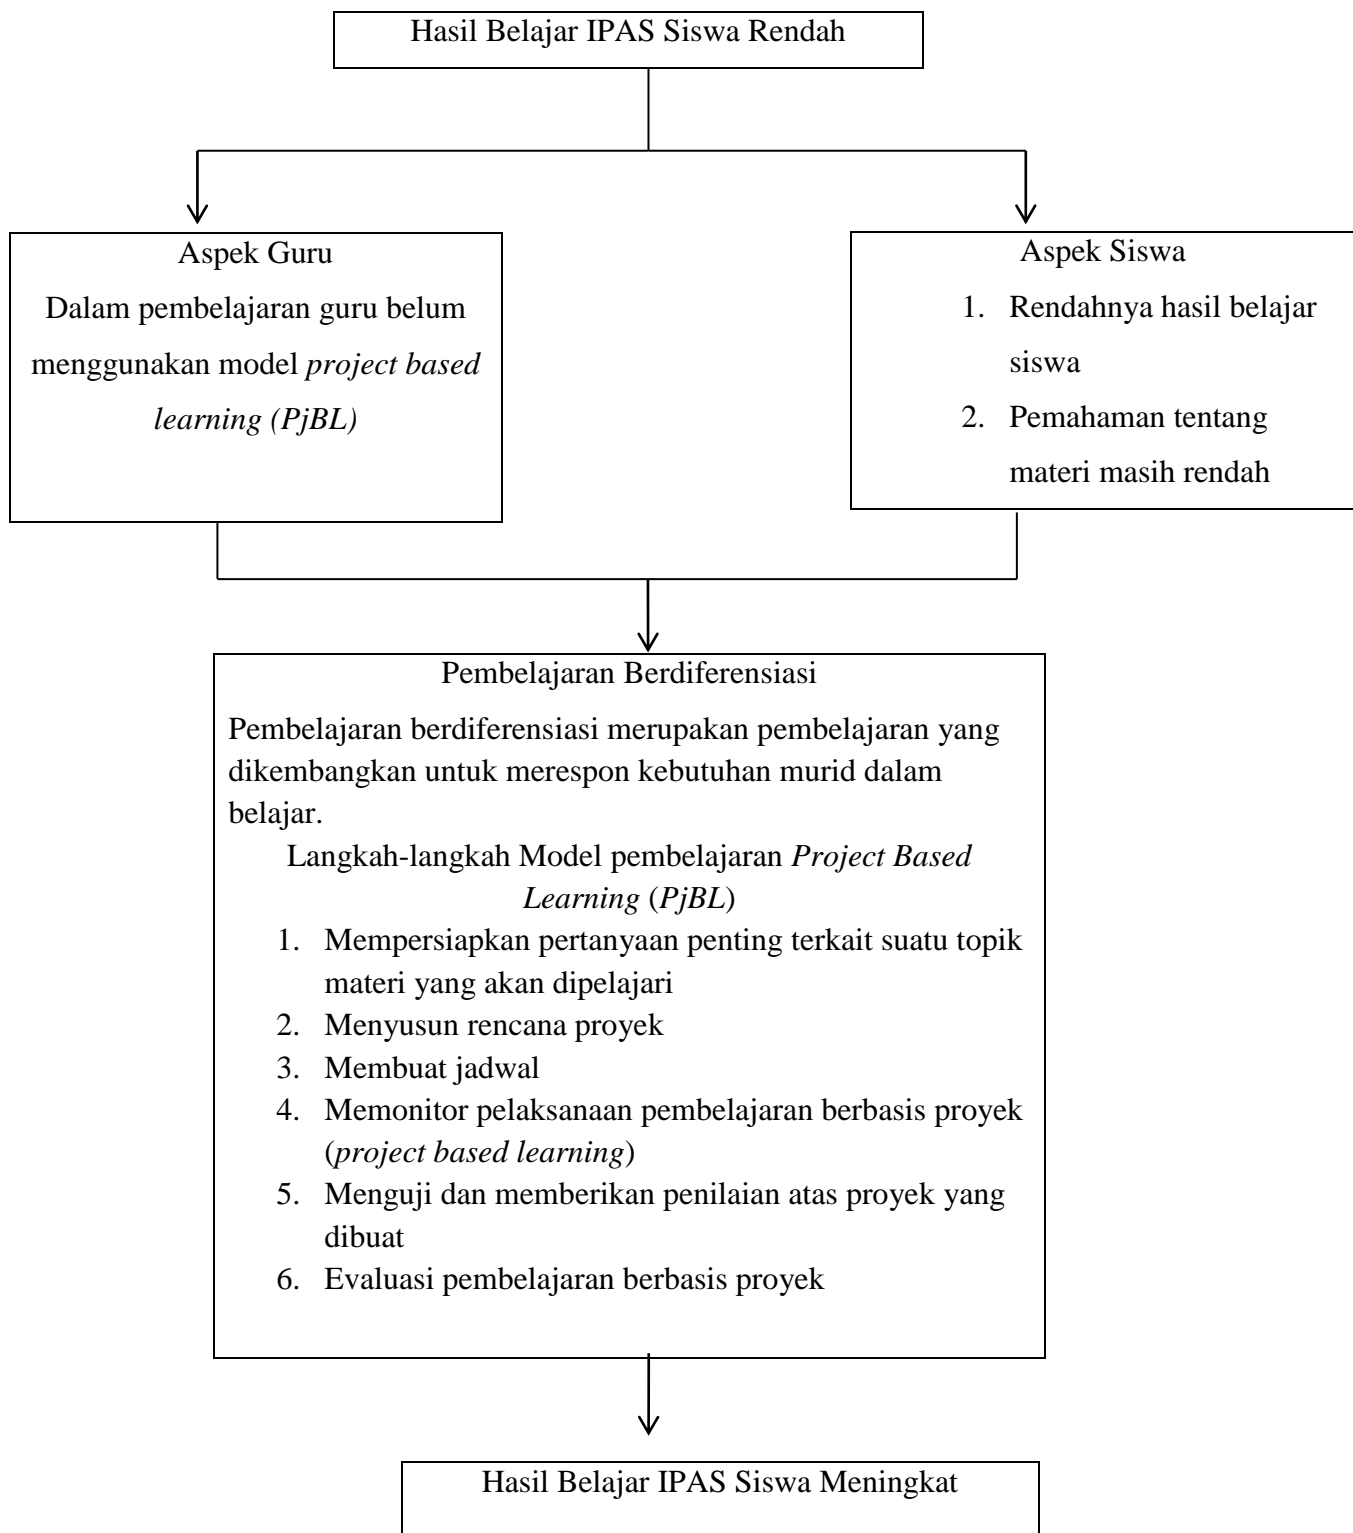 Hasil Belajar IPAS Siswa Rendah
Aspek Guru
Dalam pembelajaran guru belum
menggunakan model project based
learning (PjBL)
Aspek Siswa
1. Rendahnya hasil belajar
siswa
2. Pemahaman tentang
materi masih rendah
Pembelajaran Berdiferensiasi
Pembelajaran berdiferensiasi merupakan pembelajaran yang
dikembangkan untuk merespon kebutuhan murid dalam
belajar.
Langkah-langkah Model pembelajaran Project Based
Learning (PjBL)
1. Mempersiapkan pertanyaan penting terkait suatu topik
materi yang akan dipelajari
2. Menyusun rencana proyek
3. Membuat jadwal
4. Memonitor pelaksanaan pembelajaran berbasis proyek
(project based learning)
5. Menguji dan memberikan penilaian atas proyek yang
dibuat
6. Evaluasi pembelajaran berbasis proyek
Hasil Belajar IPAS Siswa Meningkat